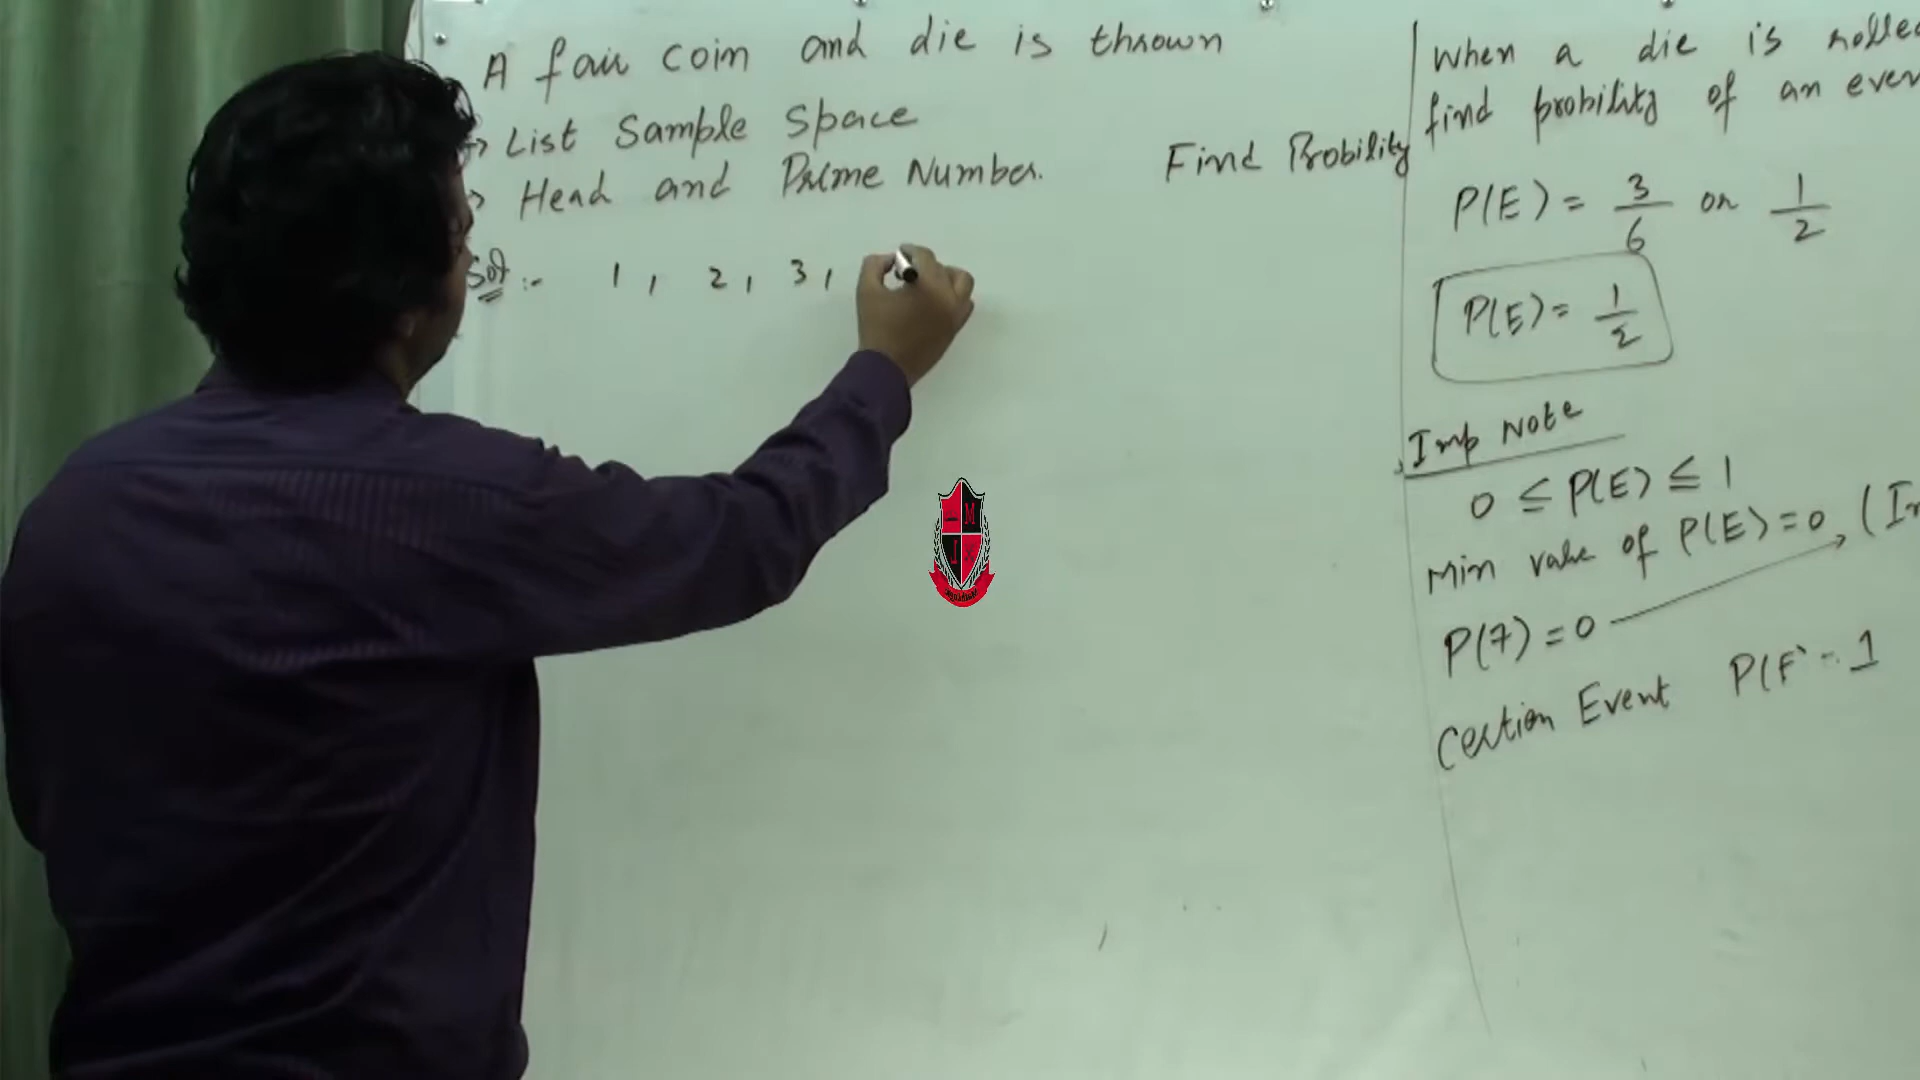 A fair coin and die is thrown
→ List Sample Space
→ Head and Prime Number. Find Probility
Sol :- 1, 2, 3,
When a die is rolled
find probility of an even
P(E) = 3/6 or 1/2
P(E) = 1/2
Imp Note
0 ≤ P(E) ≤ 1
Min value of P(E) = 0 (Im
P(7) = 0
Event P(E) = 1
M
I X